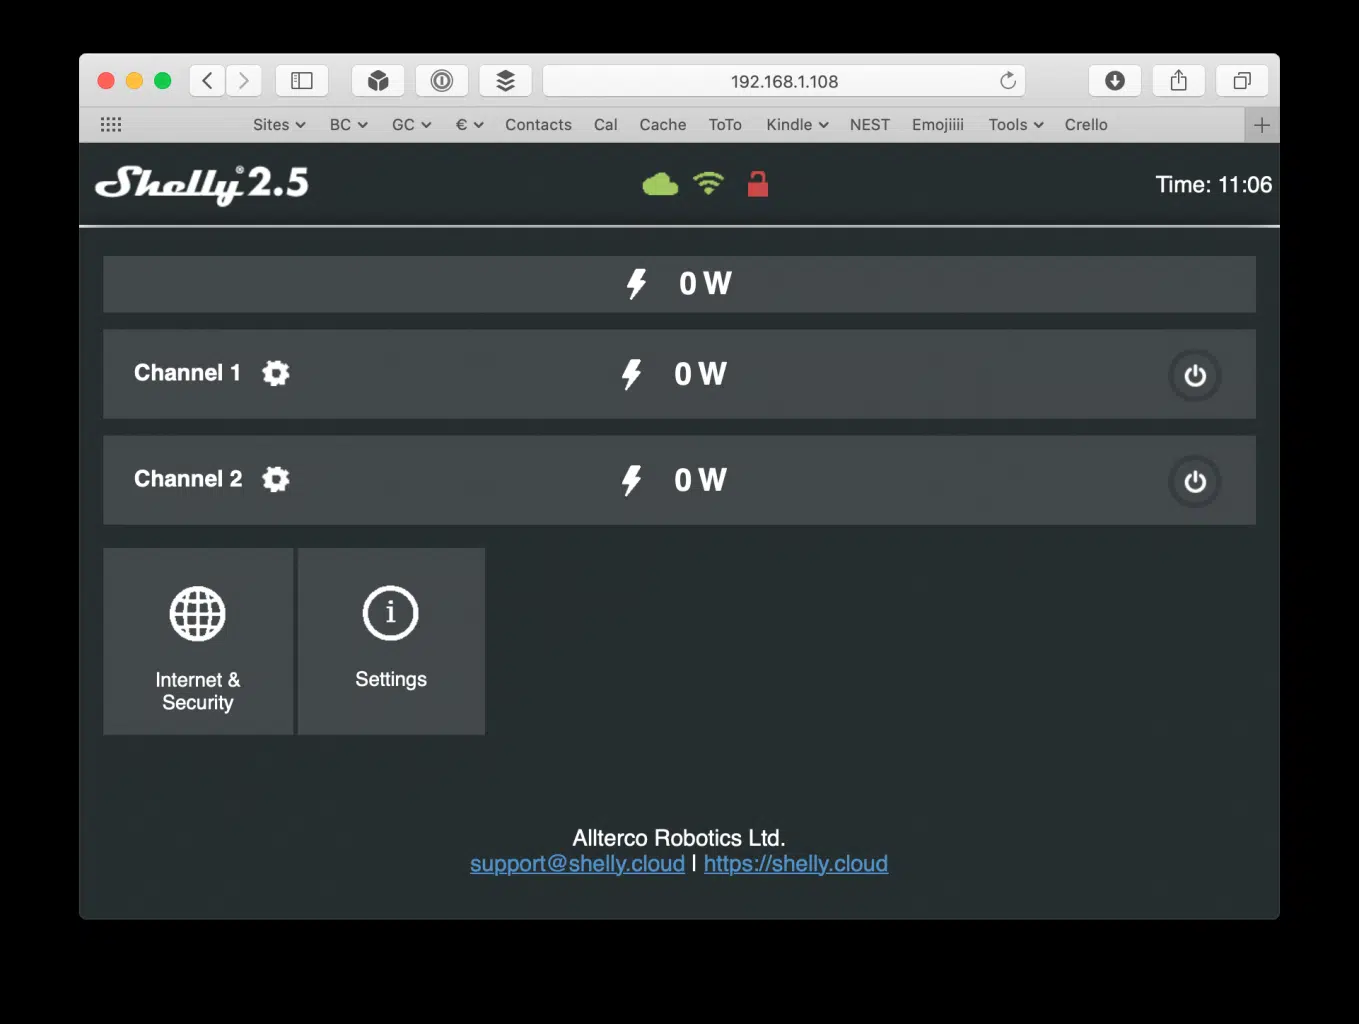 192.168.1.108
Sites BC GC € Contacts Cal Cache ToTo Kindle NEST Emojiiii Tools Crello
Shelly® 2.5 Time: 11:06
0 W
Channel 1 0 W
Channel 2 0 W
Internet & Security
Settings
Allterco Robotics Ltd.
support@shelly.cloud | https://shelly.cloud